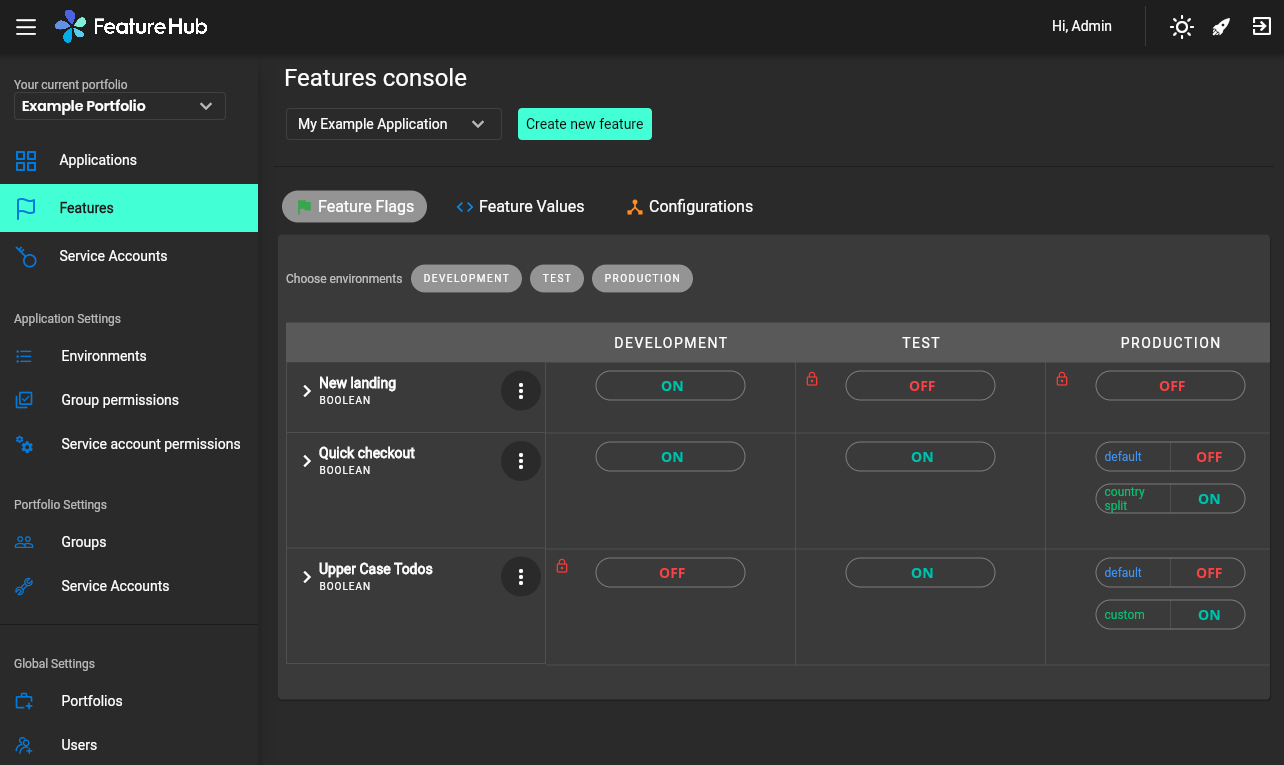 FeatureHub
Hi, Admin
Your current portfolio
Example Portfolio
Applications
Features
Service Accounts
Application Settings
Environments
Group permissions
Service account permissions
Portfolio Settings
Groups
Service Accounts
Global Settings
Portfolios
Users
Features console
My Example Application
Create new feature
Feature Flags
Feature Values
Configurations
Choose environments
DEVELOPMENT
TEST
PRODUCTION
DEVELOPMENT
TEST
PRODUCTION
New landing
BOOLEAN
ON
OFF
OFF
Quick checkout
BOOLEAN
ON
ON
default
OFF
country
split
ON
Upper Case Todos
BOOLEAN
OFF
ON
default
OFF
custom
ON